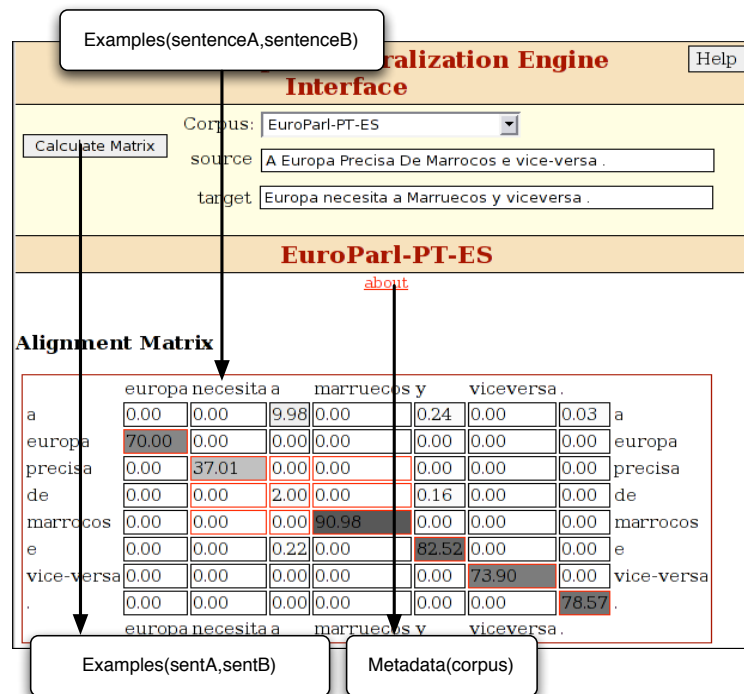 Examples(sentenceA,sentenceB)
ralization Engine
Help
Interface
Corpus: EuroParl-PT-ES
Calculate Matrix
source A Europa Precisa De Marrocos e vice-versa .
target Europa necesita a Marruecos y viceversa .
EuroParl-PT-ES
about
Alignment Matrix
europa necesita a marruecos y viceversa .
a 0.00 0.00 9.98 0.00 0.24 0.00 0.03 a
europa 70.00 0.00 0.00 0.00 0.00 0.00 0.00 europa
precisa 0.00 37.01 0.00 0.00 0.00 0.00 0.00 precisa
de 0.00 0.00 2.00 0.00 0.16 0.00 0.00 de
marrocos 0.00 0.00 0.00 90.98 0.00 0.00 0.00 marrocos
e 0.00 0.00 0.22 0.00 82.52 0.00 0.00 e
vice-versa 0.00 0.00 0.00 0.00 0.00 73.90 0.00 vice-versa
. 0.00 0.00 0.00 0.00 0.00 0.00 78.57 .
europa necesita a marruecos y viceversa .
Examples(sentA,sentB)
Metadata(corpus)